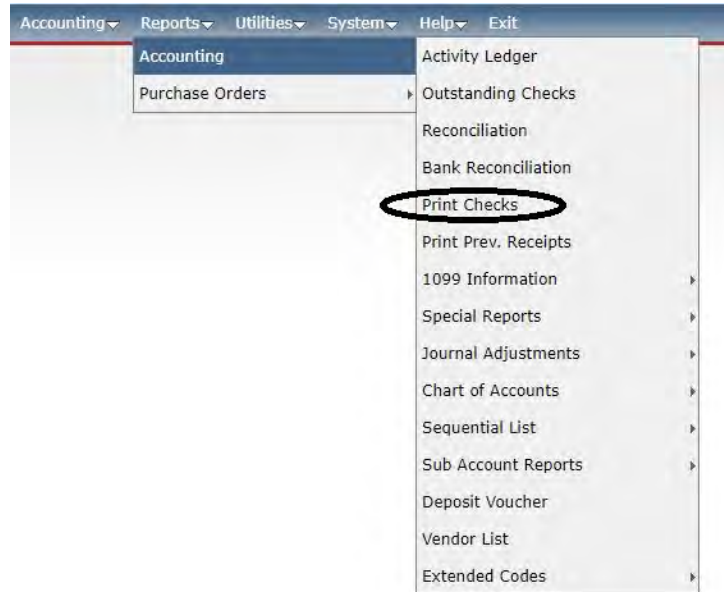 Accounting Reports Utilities System Help Exit
Accounting
Purchase Orders
Activity Ledger
Outstanding Checks
Reconciliation
Bank Reconciliation
Print Checks
Print Prev. Receipts
1099 Information
Special Reports
Journal Adjustments
Chart of Accounts
Sequential List
Sub Account Reports
Deposit Voucher
Vendor List
Extended Codes